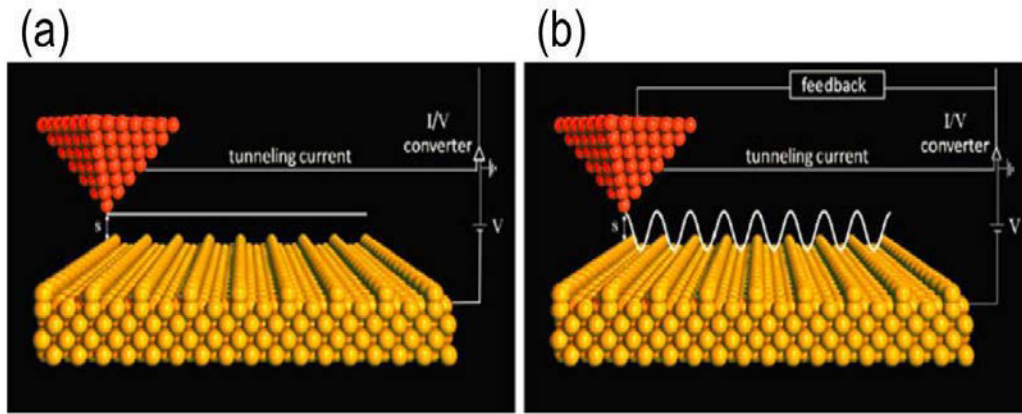 (a)
I/V
converter
tunneling current
s
V
(b)
feedback
I/V
converter
tunneling current
s
V